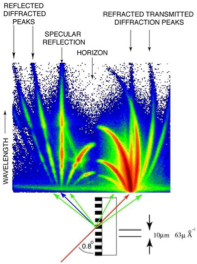 REFLECTED
DIFFRACTED
PEAKS
SPECULAR
REFLECTION
HORIZON
REFRACTED TRANSMITTED
DIFFRACTION PEAKS
WAVELENGTH
0.8°
10μm 63μ Å⁻¹